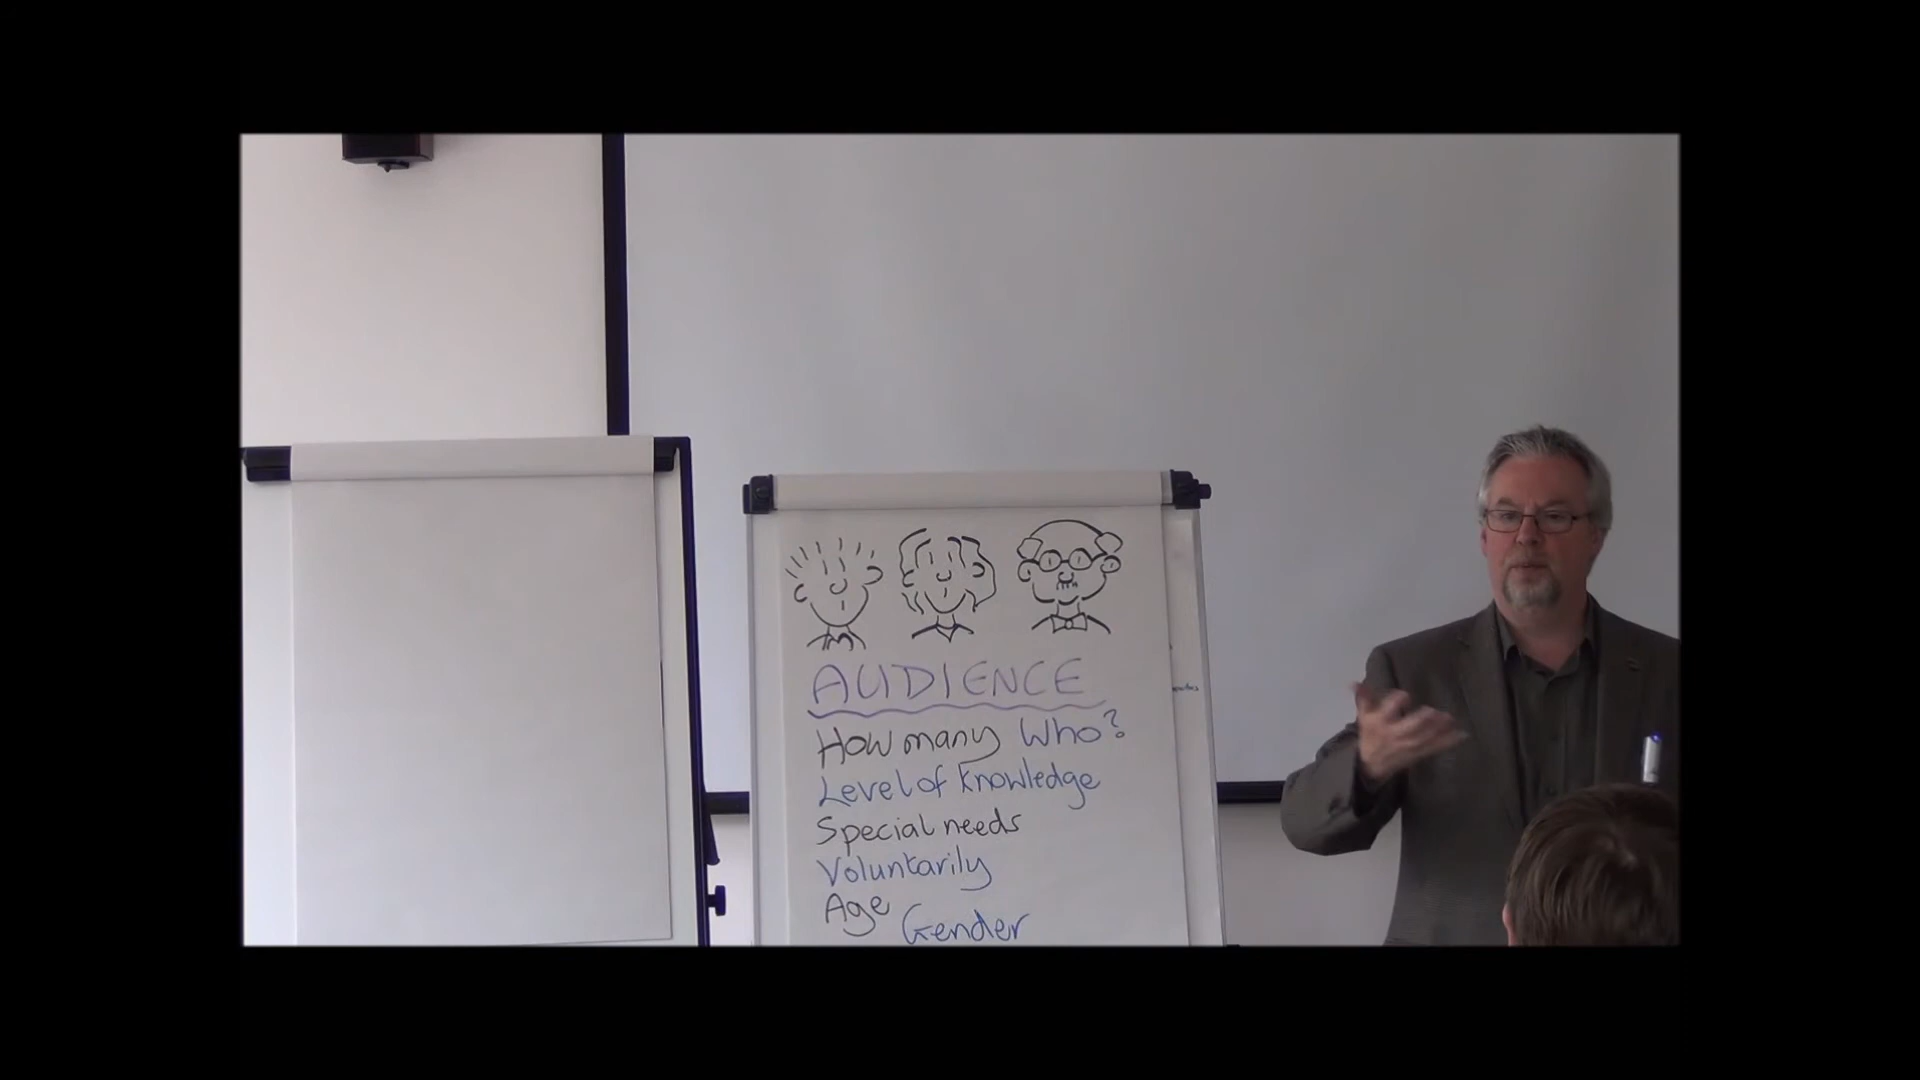 AUDIENCE
How many Who?
Level of knowledge
Special needs
Voluntarily
Age
Gender